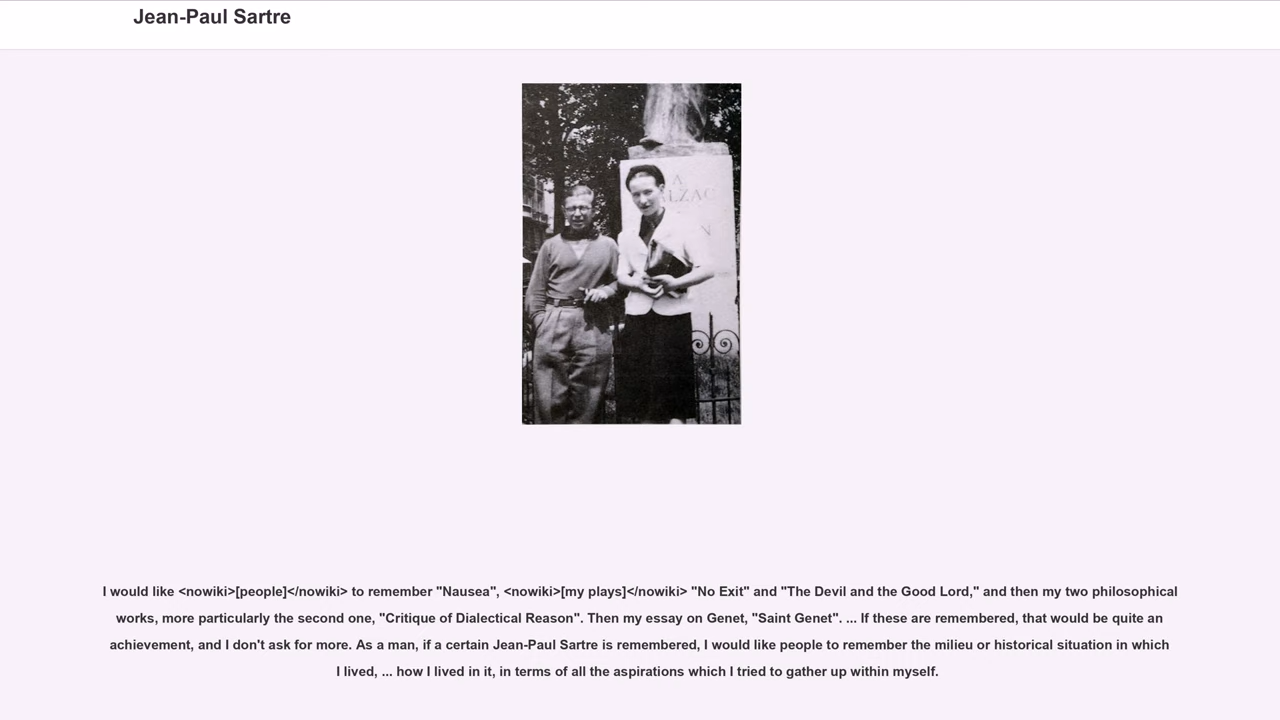 Jean-Paul Sartre
A
ALZAC
N
I would like <nowiki>[people]</nowiki> to remember "Nausea", <nowiki>[my plays]</nowiki> "No Exit" and "The Devil and the Good Lord," and then my two philosophical
works, more particularly the second one, "Critique of Dialectical Reason". Then my essay on Genet, "Saint Genet". ... If these are remembered, that would be quite an
achievement, and I don't ask for more. As a man, if a certain Jean-Paul Sartre is remembered, I would like people to remember the milieu or historical situation in which
I lived, ... how I lived in it, in terms of all the aspirations which I tried to gather up within myself.